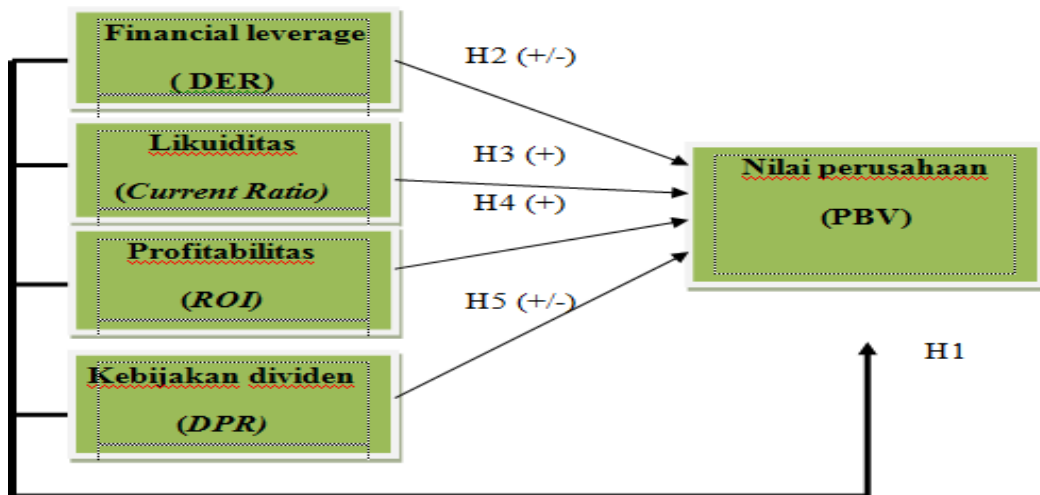 Financial leverage
( DER)
H2 (+/-)
Likuiditas
(Current Ratio)
H3 (+)
H4 (+)
Nilai perusahaan
(PBV)
Profitabilitas
(ROI)
H5 (+/-)
Kebijakan dividen
(DPR)
H1